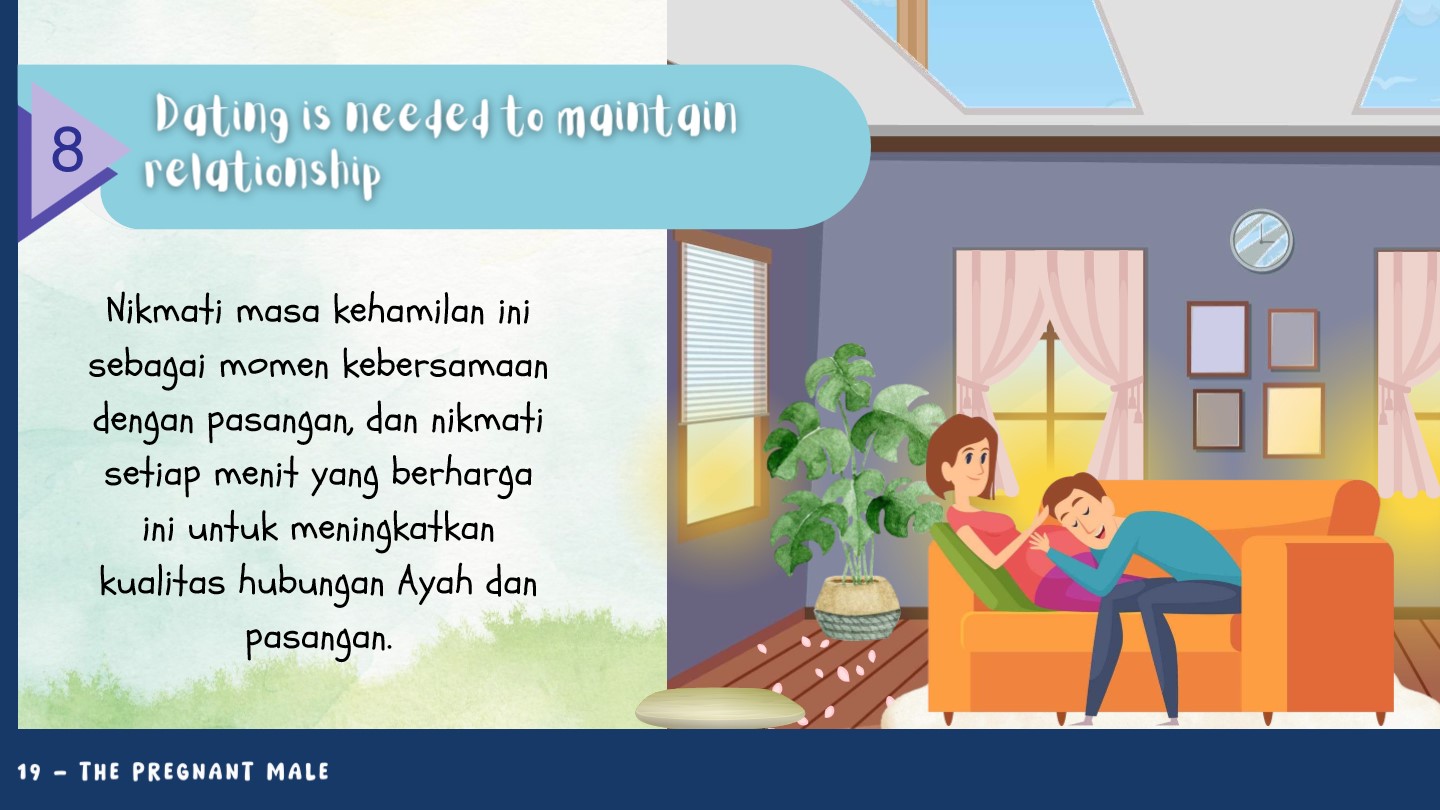 8
Dating is needed to maintain
relationship
Nikmati masa kehamilan ini
sebagai momen kebersamaan
dengan pasangan, dan nikmati
setiap menit yang berharga
ini untuk meningkatkan
kualitas hubungan Ayah dan
pasangan.
19 - THE PREGNANT MALE